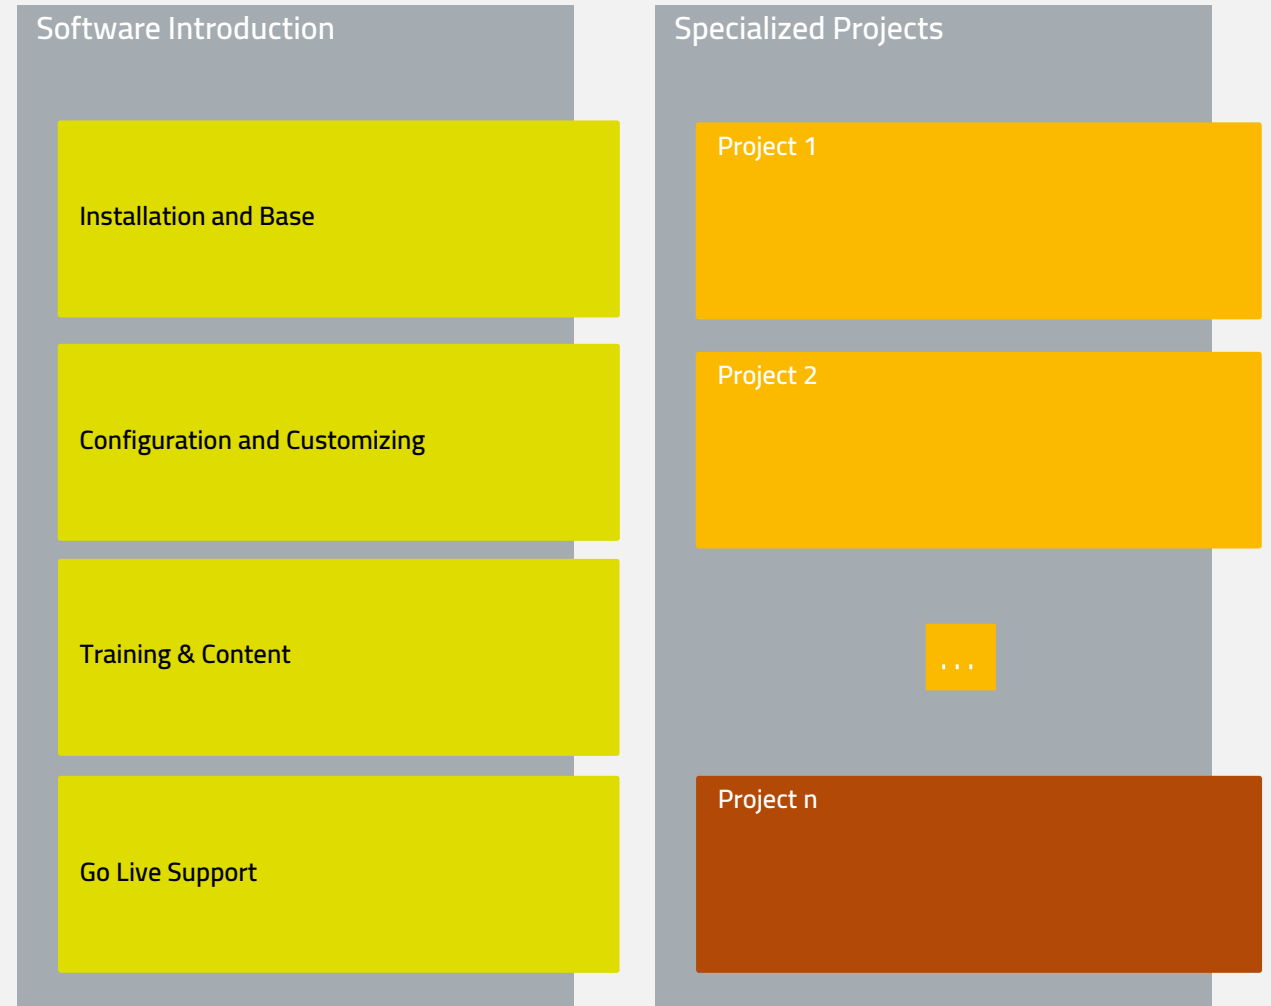 Software Introduction
Installation and Base
Configuration and Customizing
Training & Content
Go Live Support
Specialized Projects
Project 1
Project 2
...
Project n